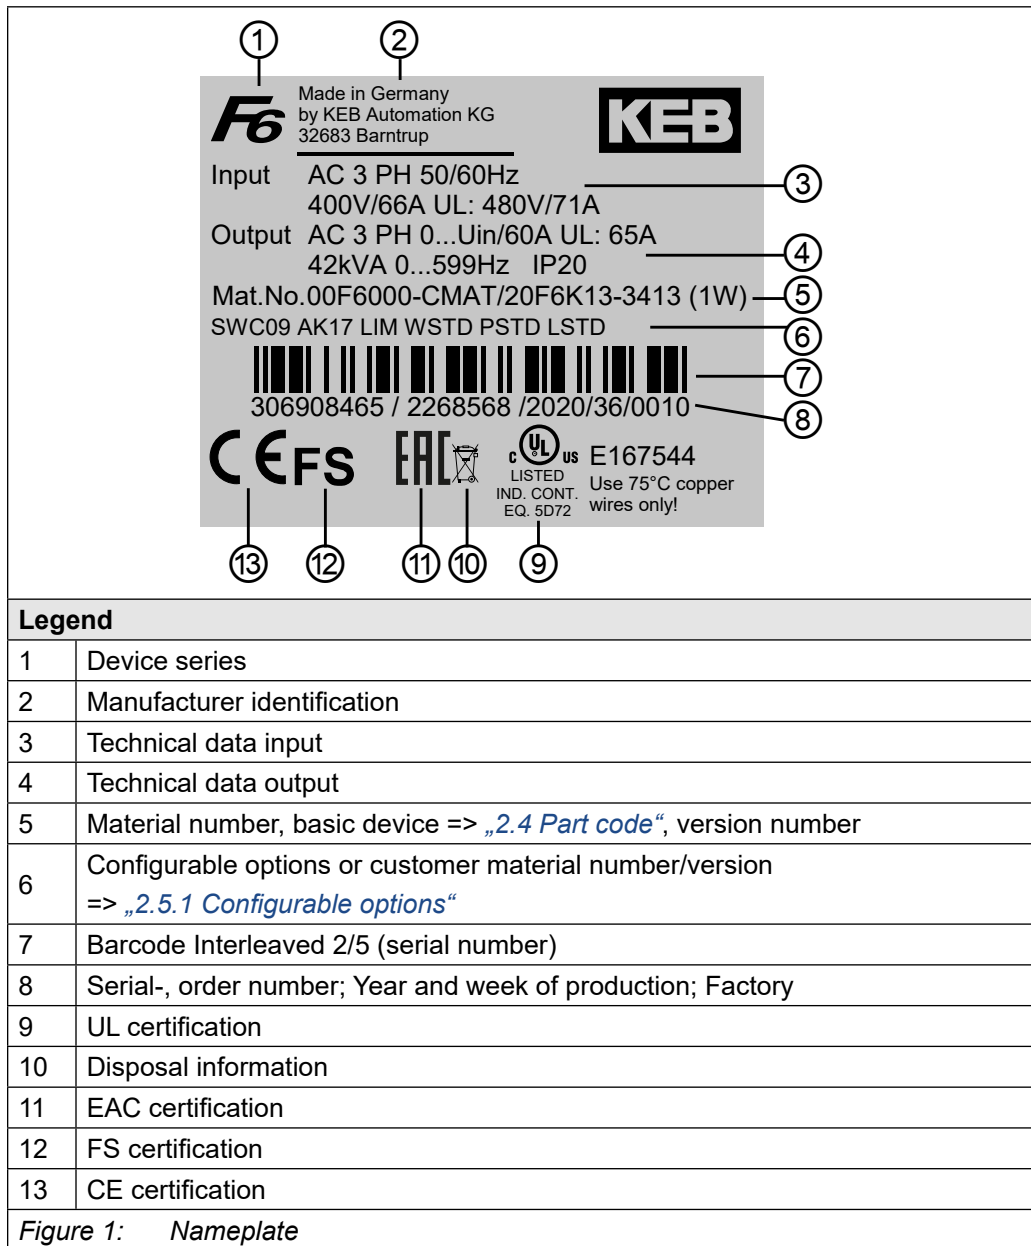 1 2
F6
Made in Germany
by KEB Automation KG
32683 Barntrup
KEB
Input AC 3 PH 50/60Hz
400V/66A UL: 480V/71A
3
Output AC 3 PH 0...Uin/60A UL: 65A
42kVA 0...599Hz IP20
4
Mat.No.00F6000-CMAT/20F6K13-3413 (1W)
5
SWC09 AK17 LIM WSTD PSTD LSTD
6
7
306908465 / 2268568 /2020/36/0010
8
CE FS EAC
C UL US
LISTED
IND. CONT.
EQ. 5D72
E167544
Use 75°C copper
wires only!
13 12 11 10 9
Legend
1 Device series
2 Manufacturer identification
3 Technical data input
4 Technical data output
5 Material number, basic device => „2.4 Part code“, version number
6 Configurable options or customer material number/version
=> „2.5.1 Configurable options“
7 Barcode Interleaved 2/5 (serial number)
8 Serial-, order number; Year and week of production; Factory
9 UL certification
10 Disposal information
11 EAC certification
12 FS certification
13 CE certification
Figure 1: Nameplate